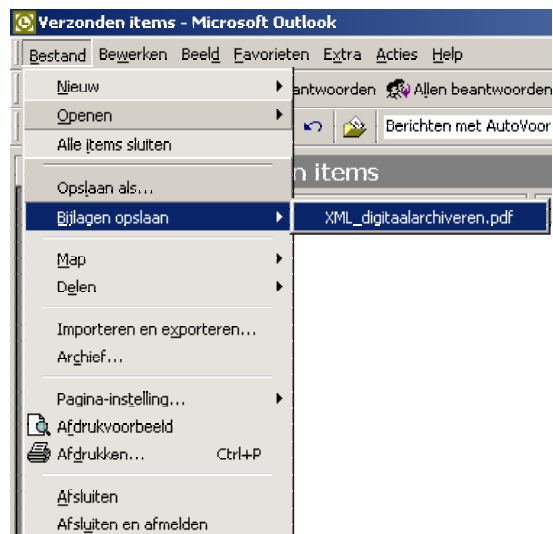 Verzonden items - Microsoft Outlook
Bestand Bewerken Beeld Favorieten Extra Acties Help
Nieuw
antwoorden Allen beantwoorden
Openen
Berichten met AutoVoor
Alle items sluiten
n items
Opslaan als...
Bijlagen opslaan
XML_digitaalarchiveren.pdf
Map
Delen
Importeren en exporteren...
Archief...
Pagina-instelling...
Afdrukvoorbeeld
Afdrukken... Ctrl+P
Afsluiten
Afsluiten en afmelden